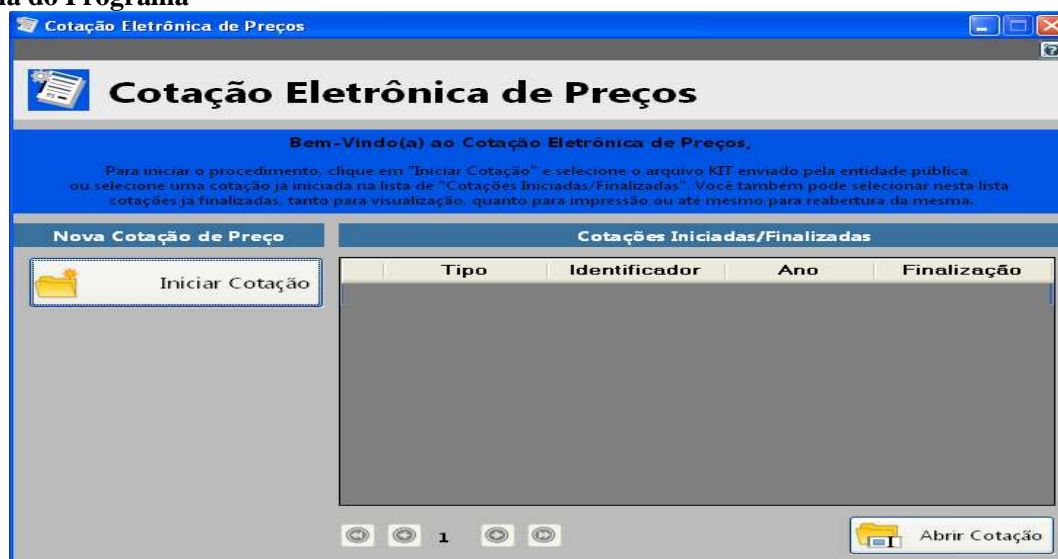 do Programa
Cotação Eletrônica de Preços
Cotação Eletrônica de Preços
Bem-Vindo(a) ao Cotação Eletrônica de Preços,
Para iniciar o procedimento, clique em "Iniciar Cotação" e selecione o arquivo KIT enviado pela entidade pública,
ou selecione uma cotação já iniciada na lista de "Cotações Iniciadas/Finalizadas". Você também pode selecionar nesta lista
cotações ja finalizadas, tanto para visualização, quanto para impressão ou até mesmo para reabertura da mesma.
Nova Cotação de Preço
Cotações Iniciadas/Finalizadas
Iniciar Cotação
Tipo Identificador Ano Finalização
1
Abrir Cotação